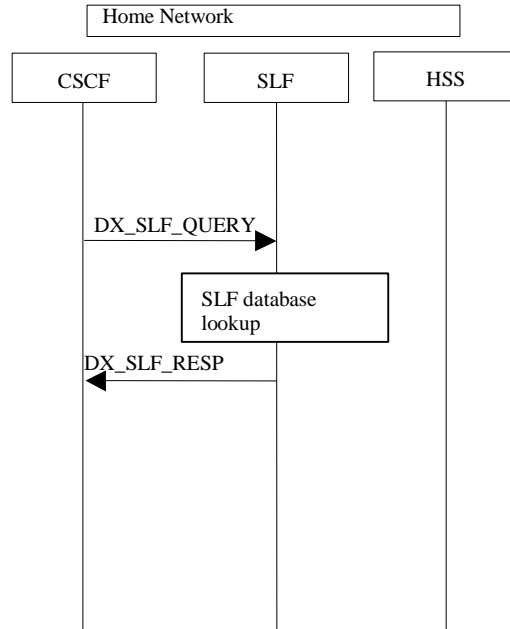 Home Network
CSCF
SLF
HSS
DX_SLF_QUERY
SLF database
lookup
DX_SLF_RESP